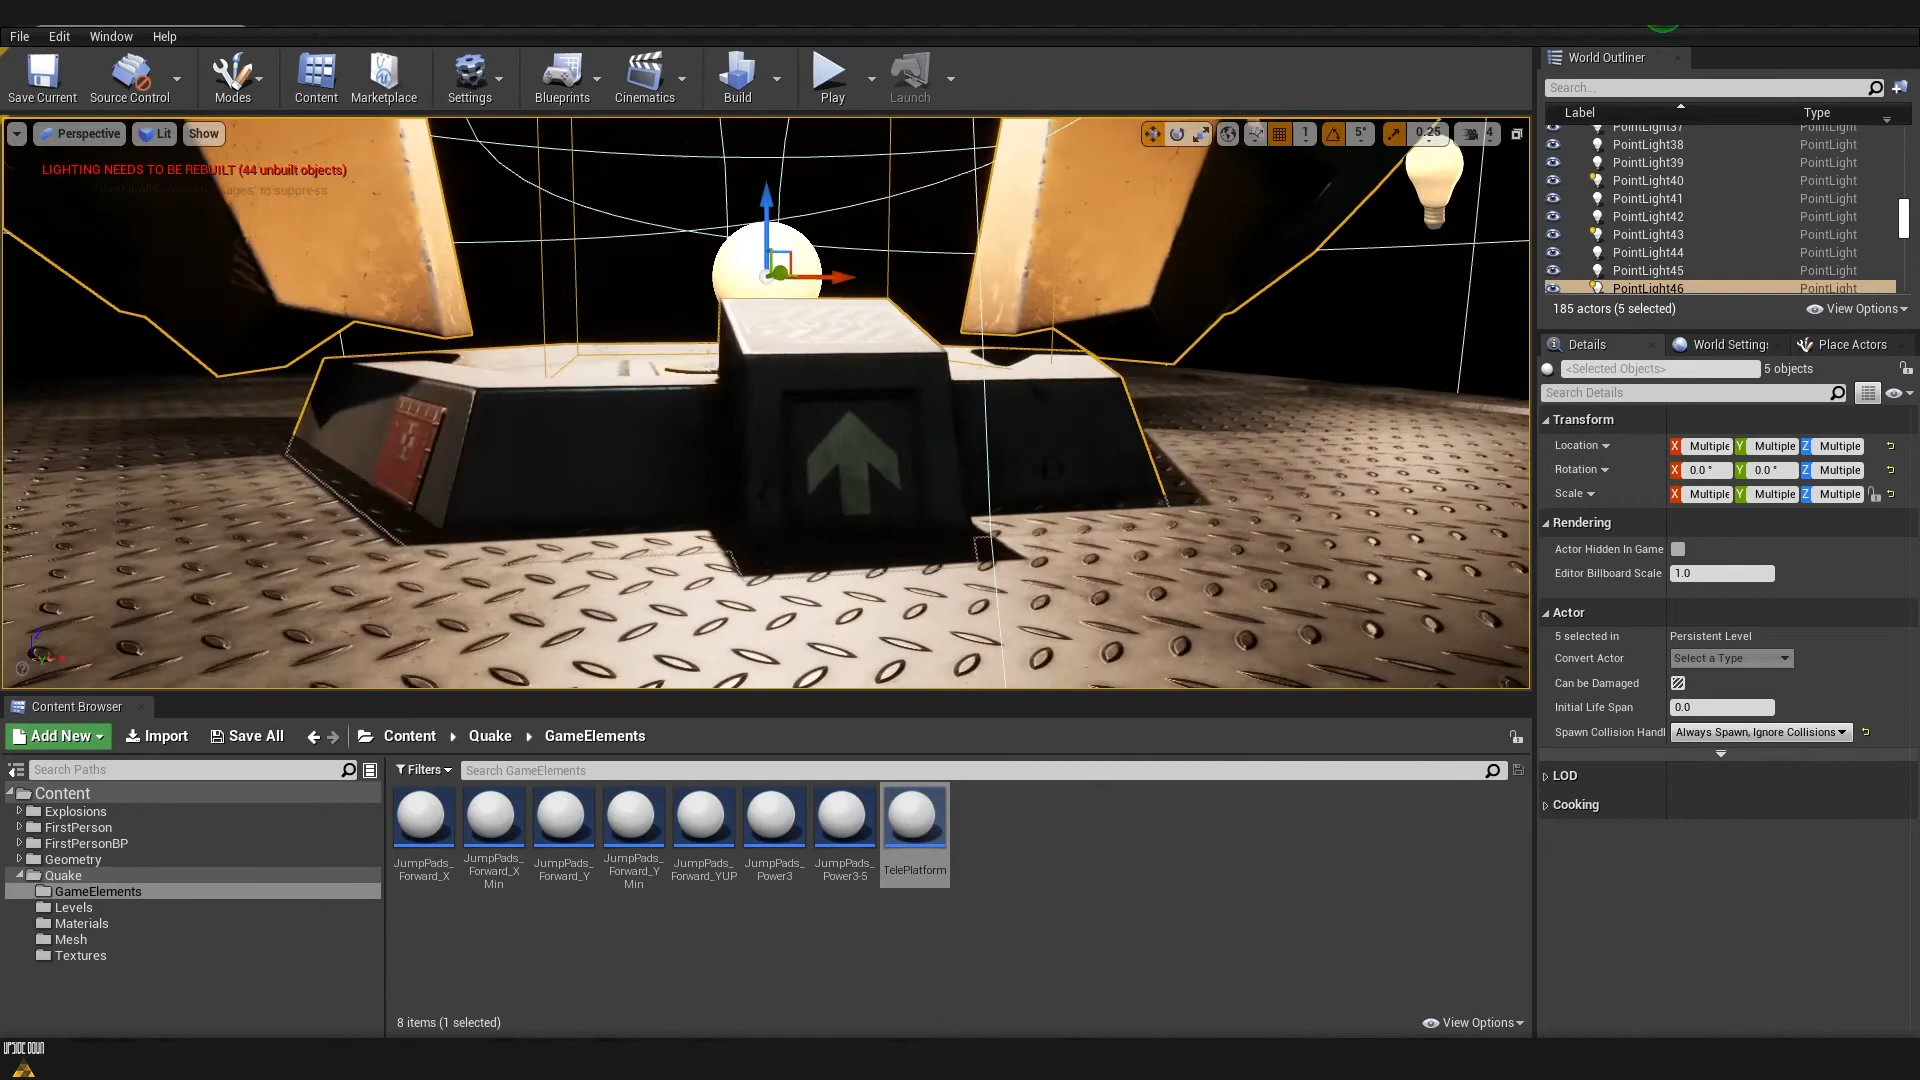 File Edit Window Help
Save Current Source Control Modes Content Marketplace Settings Blueprints Cinematics Build Play Launch
Perspective Lit Show
1 5° 0.25 4
LIGHTING NEEDS TO BE REBUILT (44 unbuilt objects)
to suppress
World Outliner
Search...
Label Type
PointLight37 PointLight
PointLight38 PointLight
PointLight39 PointLight
PointLight40 PointLight
PointLight41 PointLight
PointLight42 PointLight
PointLight43 PointLight
PointLight44 PointLight
PointLight45 PointLight
PointLight46 PointLight
185 actors (5 selected) View Options
Details World Settings Place Actors
<Selected Objects> 5 objects
Search Details
Transform
Location X Multiple Y Multiple Z Multiple
Rotation X 0.0 ° Y 0.0 ° Z Multiple
Scale X Multiple Y Multiple Z Multiple
Rendering
Actor Hidden In Game
Editor Billboard Scale 1.0
Actor
5 selected in Persistent Level
Convert Actor Select a Type
Can be Damaged
Initial Life Span 0.0
Spawn Collision Handl Always Spawn, Ignore Collisions
LOD
Cooking
Content Browser
Add New Import Save All Content Quake GameElements
Search Paths
Filters Search GameElements
Content
Explosions
FirstPerson
FirstPersonBP
Geometry
Quake
GameElements
Levels
Materials
Mesh
Textures
JumpPads_
Forward_X
JumpPads_
Forward_X
Min
JumpPads_
Forward_Y
JumpPads_
Forward_Y
Min
JumpPads_
Forward_YUP
JumpPads_
Power3
JumpPads_
Power3-5
TelePlatform
8 items (1 selected) View Options
UPSIDE DOWN